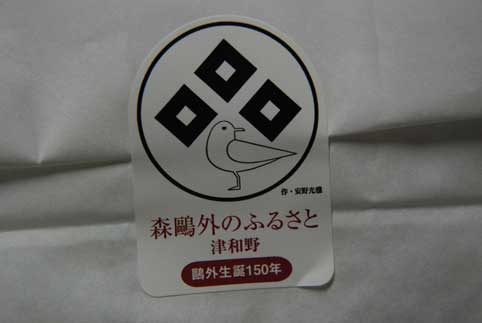 作・安野光雅
森鷗外のふるさと
津和野
鷗外生誕150年